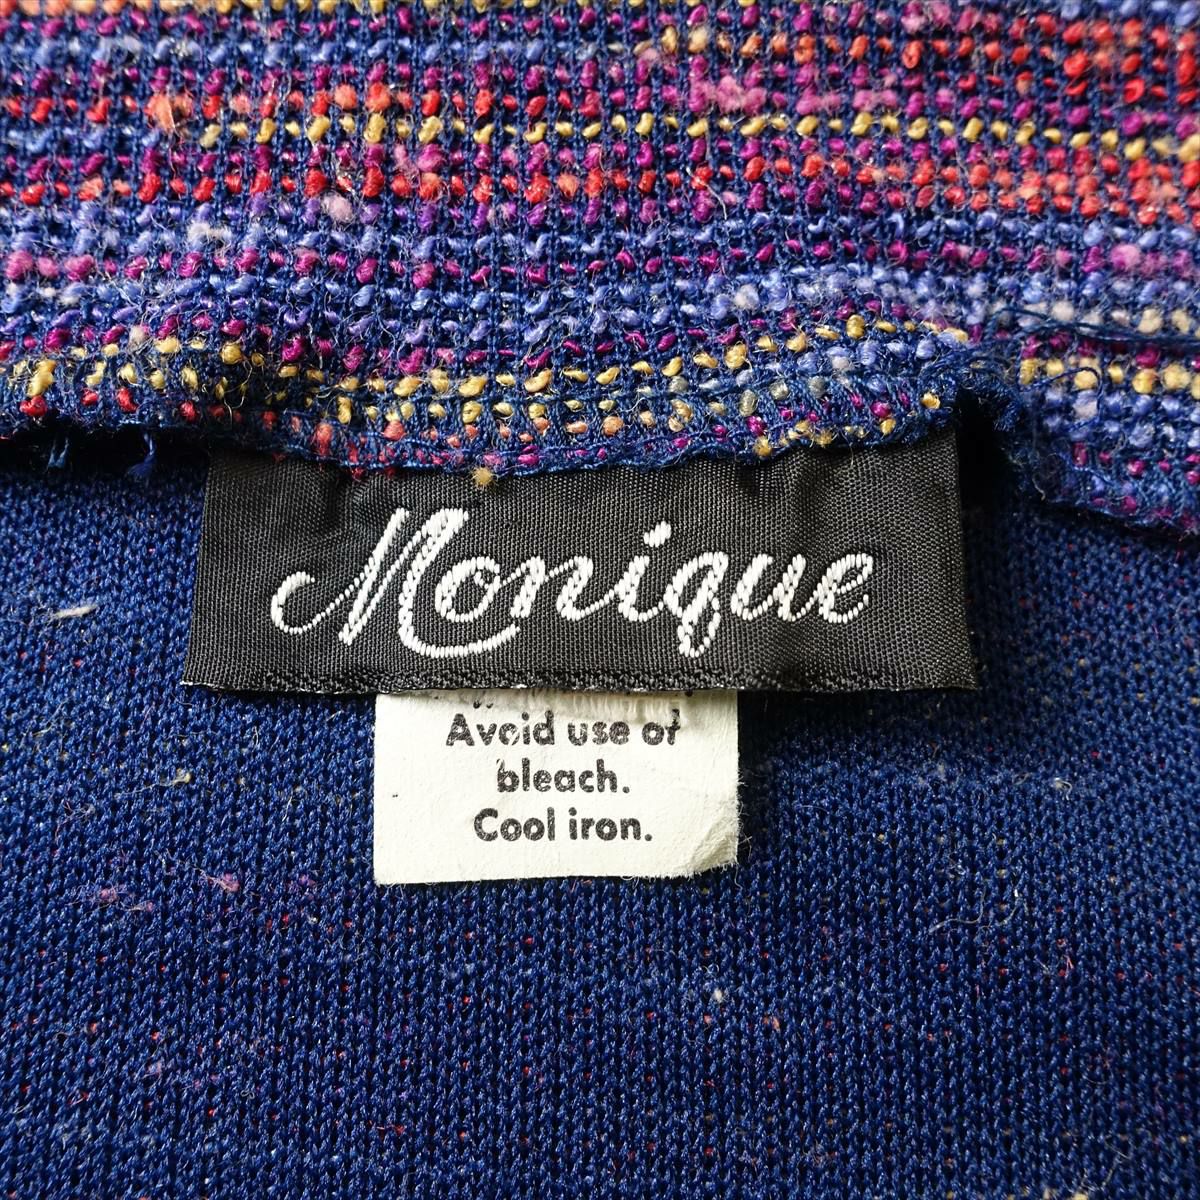 Monique
Avoid use of
bleach.
Cool iron.